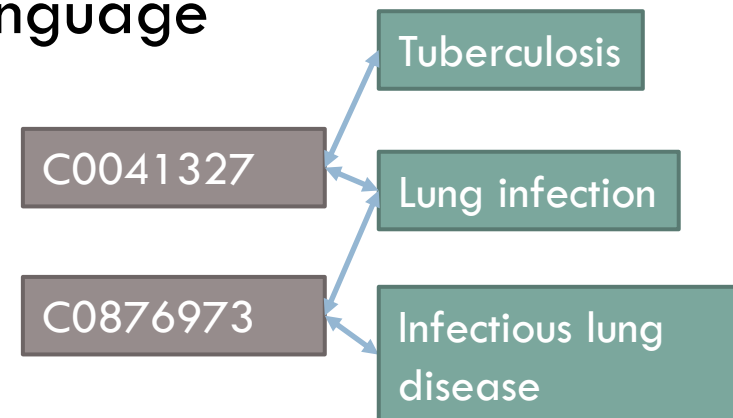 nguage
Tuberculosis
C0041327
Lung infection
C0876973
Infectious lung
disease